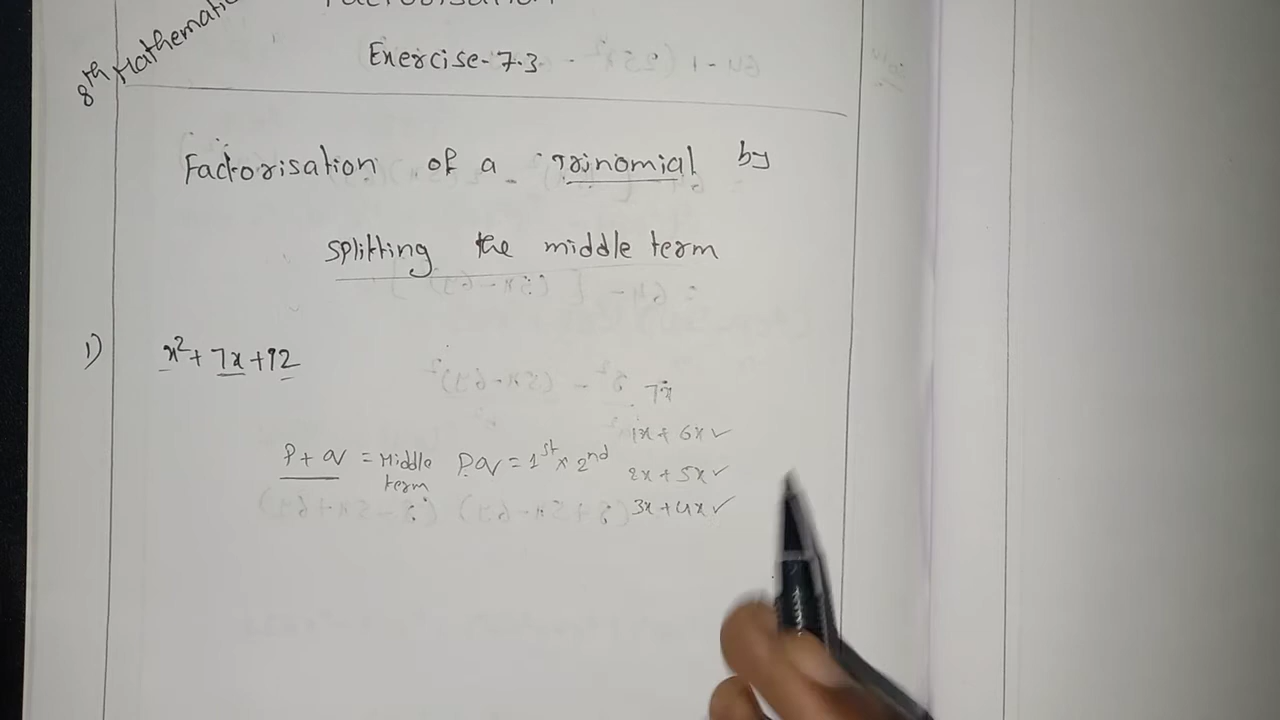 8th Mathematic
Factorisation
Exercise-7.3
Factorisation of a Trinomial by
splitting the middle term
1) x²+ 7x +12
7x
1x + 6x ✓
P + q = Middle term Pq = 1st x 2nd
2x + 5x ✓
3x + 4x ✓